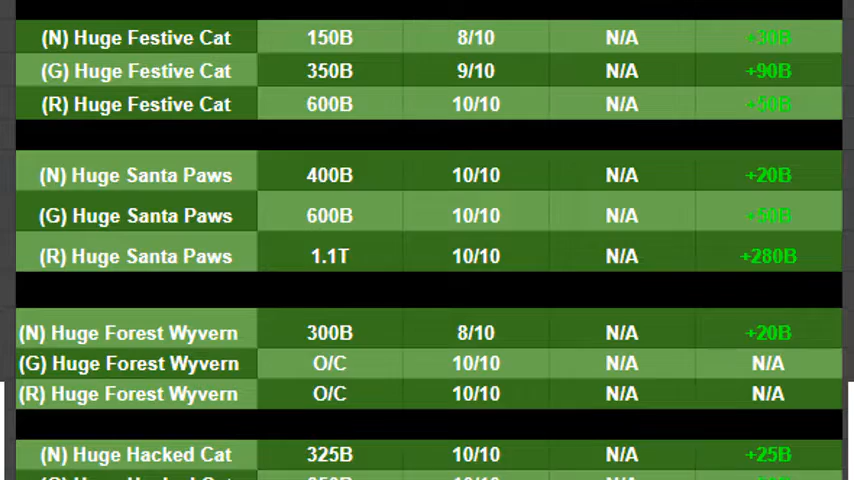 (N) Huge Festive Cat 150B 8/10 N/A +30B
(G) Huge Festive Cat 350B 9/10 N/A +90B
(R) Huge Festive Cat 600B 10/10 N/A +50B
(N) Huge Santa Paws 400B 10/10 N/A +20B
(G) Huge Santa Paws 600B 10/10 N/A +50B
(R) Huge Santa Paws 1.1T 10/10 N/A +280B
(N) Huge Forest Wyvern 300B 8/10 N/A +20B
(G) Huge Forest Wyvern O/C 10/10 N/A N/A
(R) Huge Forest Wyvern O/C 10/10 N/A N/A
(N) Huge Hacked Cat 325B 10/10 N/A +25B